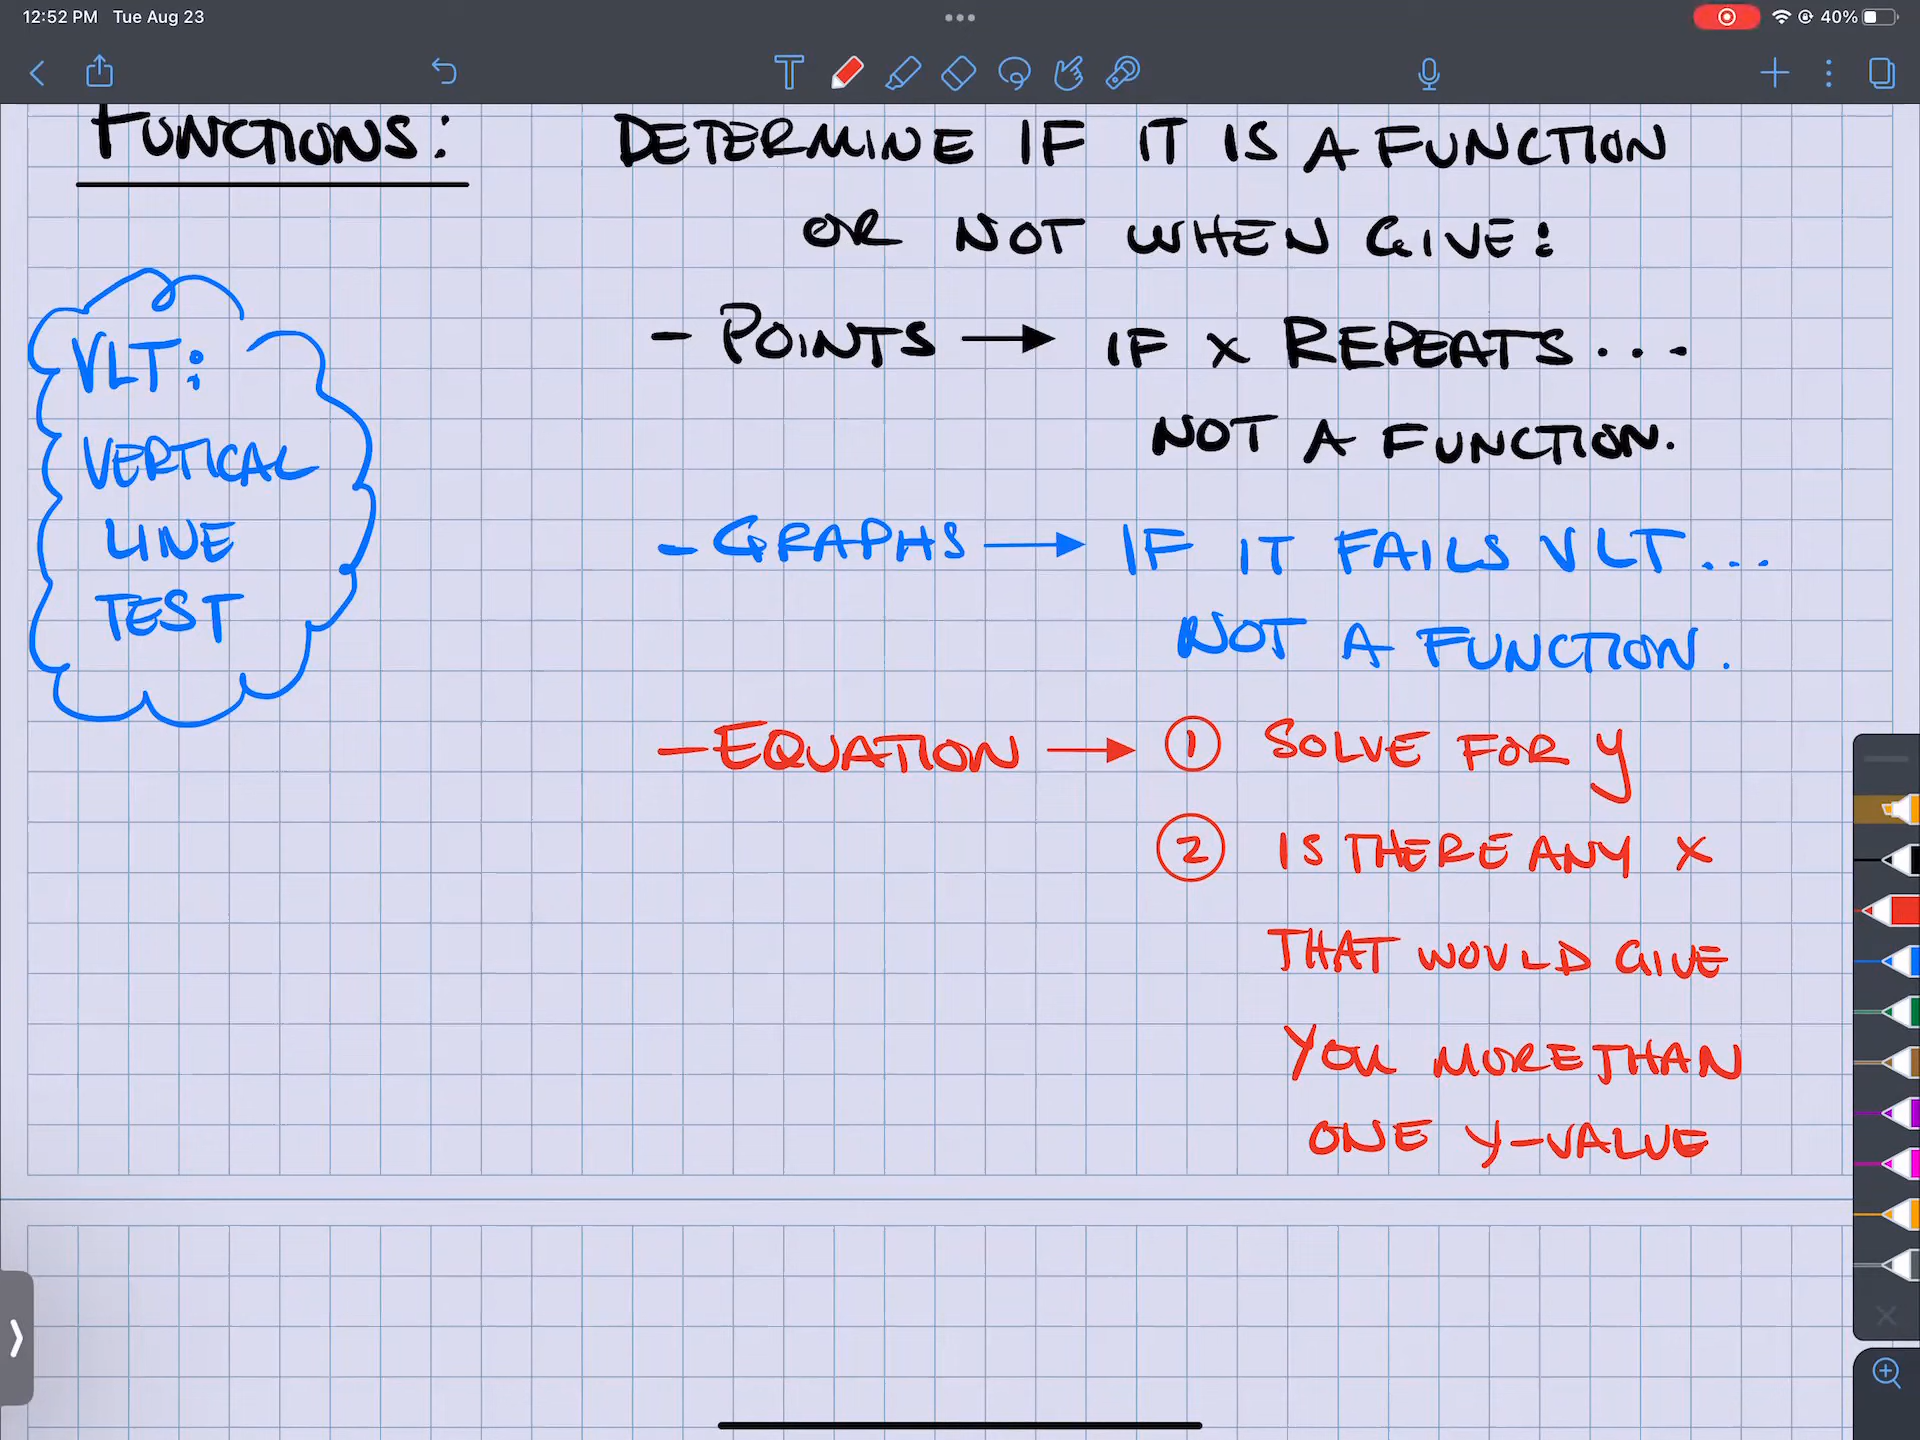 12:52 PM Tue Aug 23
40%
FUNCTIONS: DETERMINE IF IT IS A FUNCTION
OR NOT WHEN GIVE:
- POINTS → IF X REPEATS...
NOT A FUNCTION.
VLT:
VERTICAL
LINE
TEST
- GRAPHS → IF IT FAILS VLT...
NOT A FUNCTION.
- EQUATION → ① SOLVE FOR y
② IS THERE ANY X
THAT WOULD GIVE
YOU MORE THAN
ONE Y-VALUE